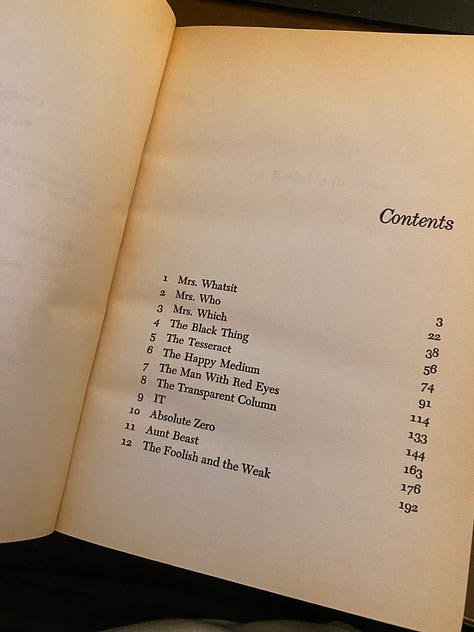 Contents
1 Mrs. Whatsit 3
2 Mrs. Who 22
3 Mrs. Which 38
4 The Black Thing 56
5 The Tesseract 74
6 The Happy Medium 91
7 The Man With Red Eyes 114
8 The Transparent Column 133
9 IT 144
10 Absolute Zero 163
11 Aunt Beast 176
12 The Foolish and the Weak 192